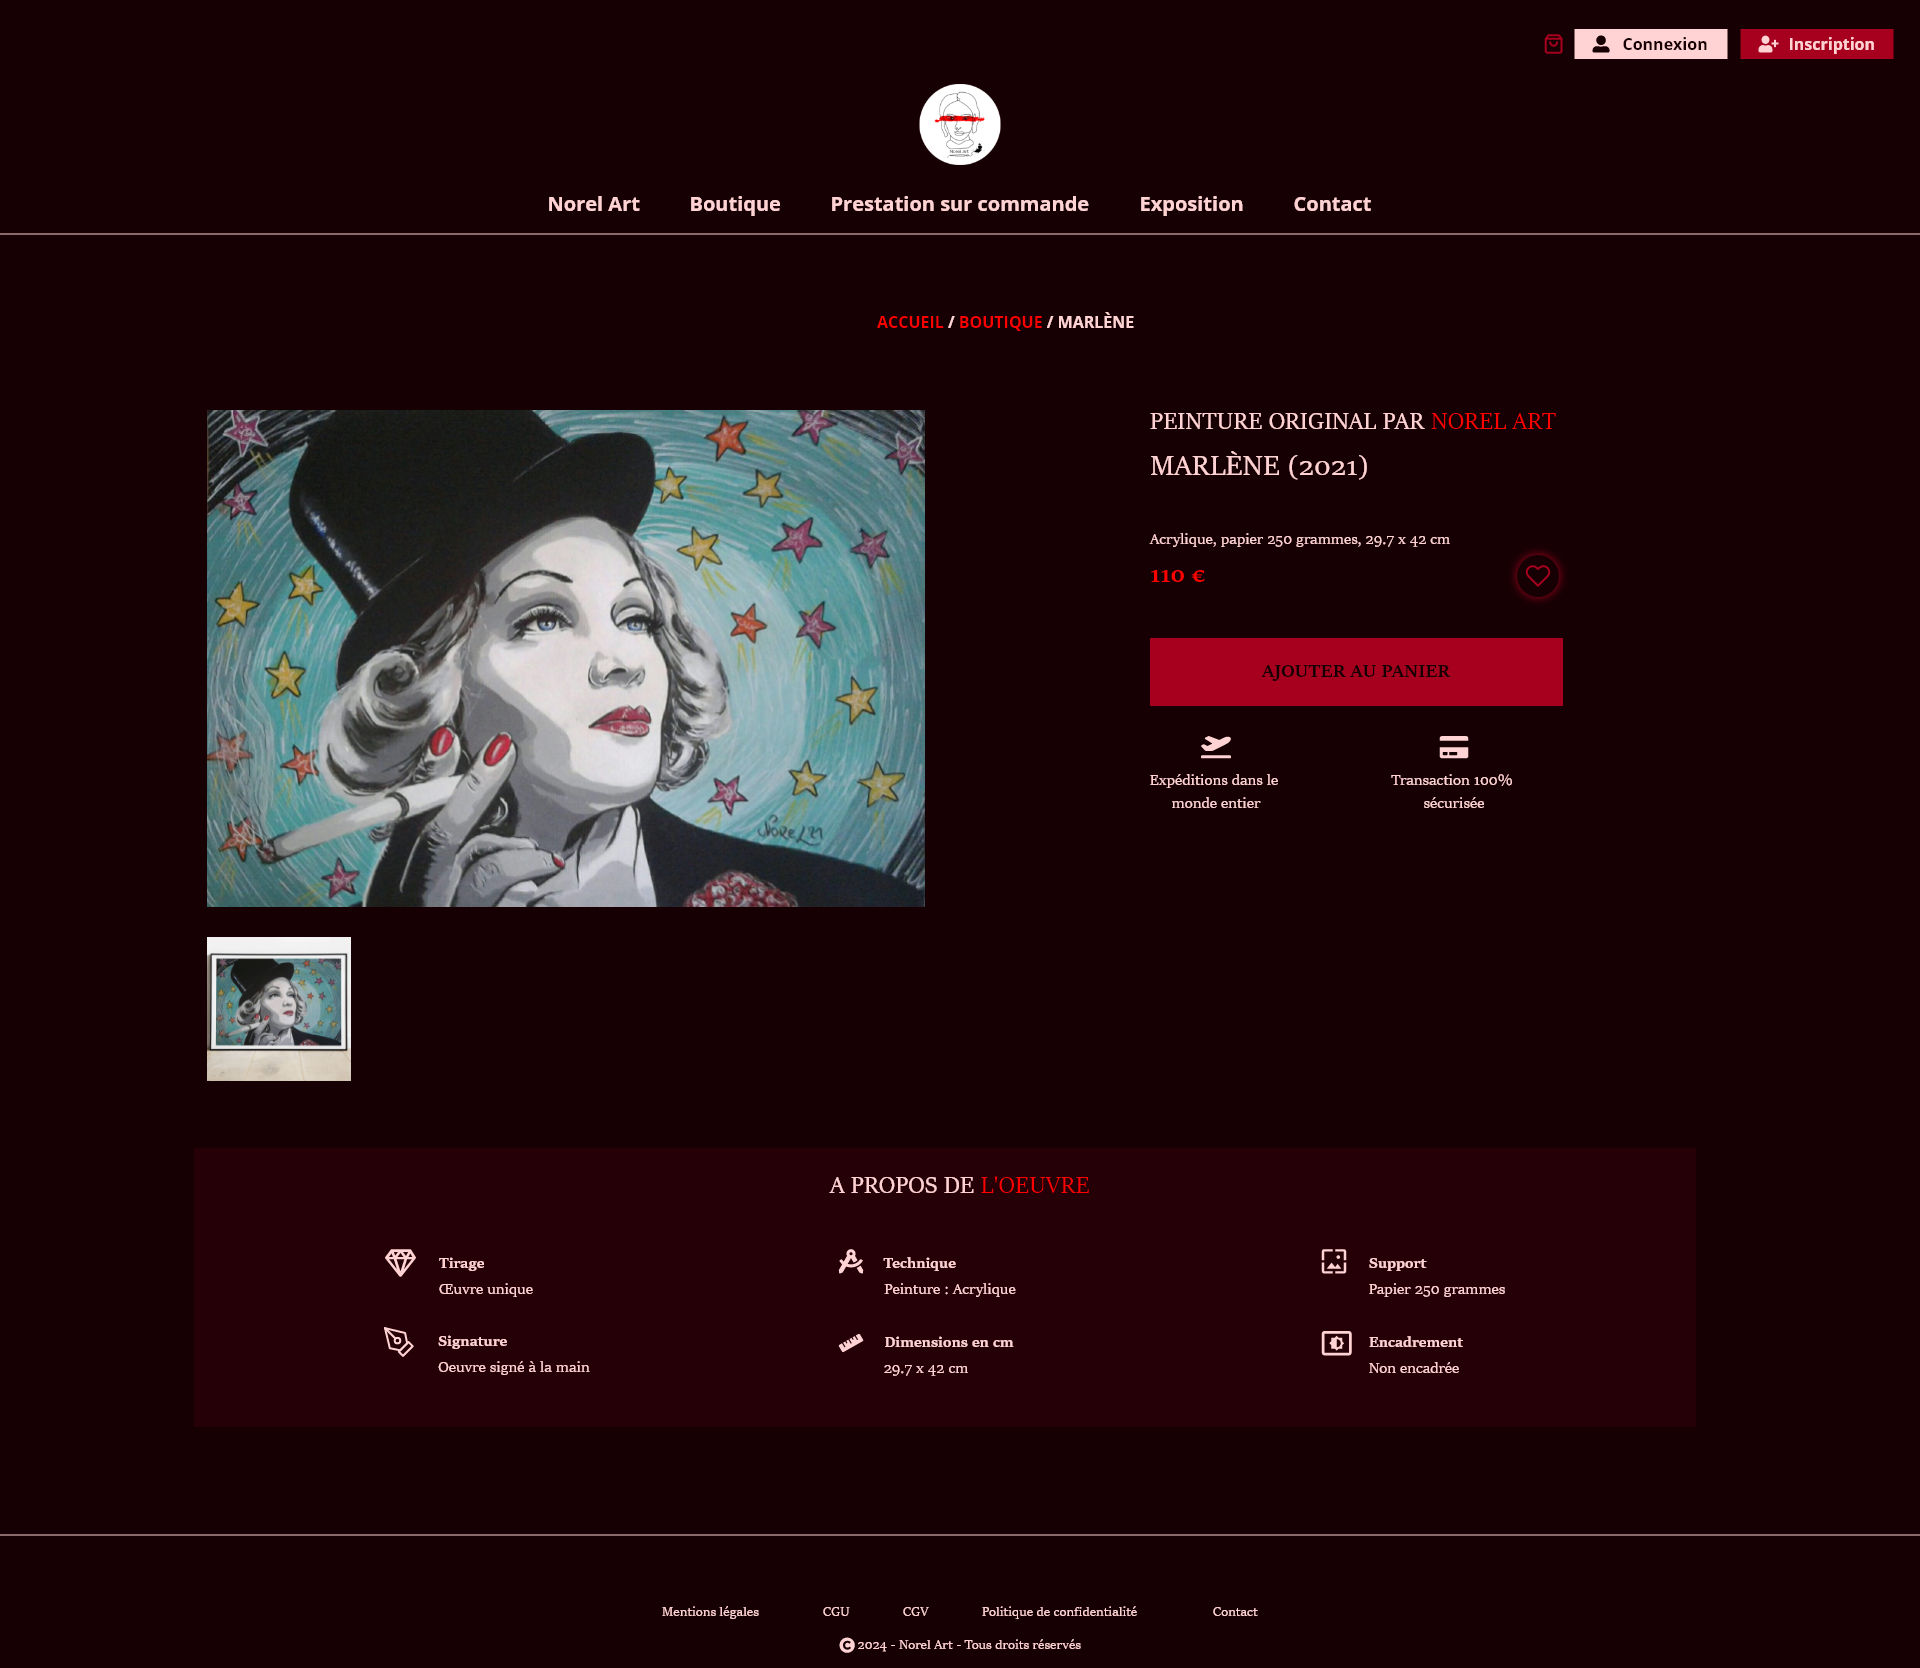 Connexion
Inscription
Norel Art
Norel Art
Boutique
Prestation sur commande
Exposition
Contact
ACCUEIL / BOUTIQUE / MARLÈNE
PEINTURE ORIGINAL PAR NOREL ART
MARLÈNE (2021)
Acrylique, papier 250 grammes, 29.7 x 42 cm
110 €
AJOUTER AU PANIER
Expéditions dans le
monde entier
Transaction 100%
sécurisée
Norel 21
A PROPOS DE L'OEUVRE
Tirage
Œuvre unique
Technique
Peinture : Acrylique
Support
Papier 250 grammes
Signature
Oeuvre signé à la main
Dimensions en cm
29.7 x 42 cm
Encadrement
Non encadrée
Mentions légales
CGU
CGV
Politique de confidentialité
Contact
© 2024 - Norel Art - Tous droits réservés